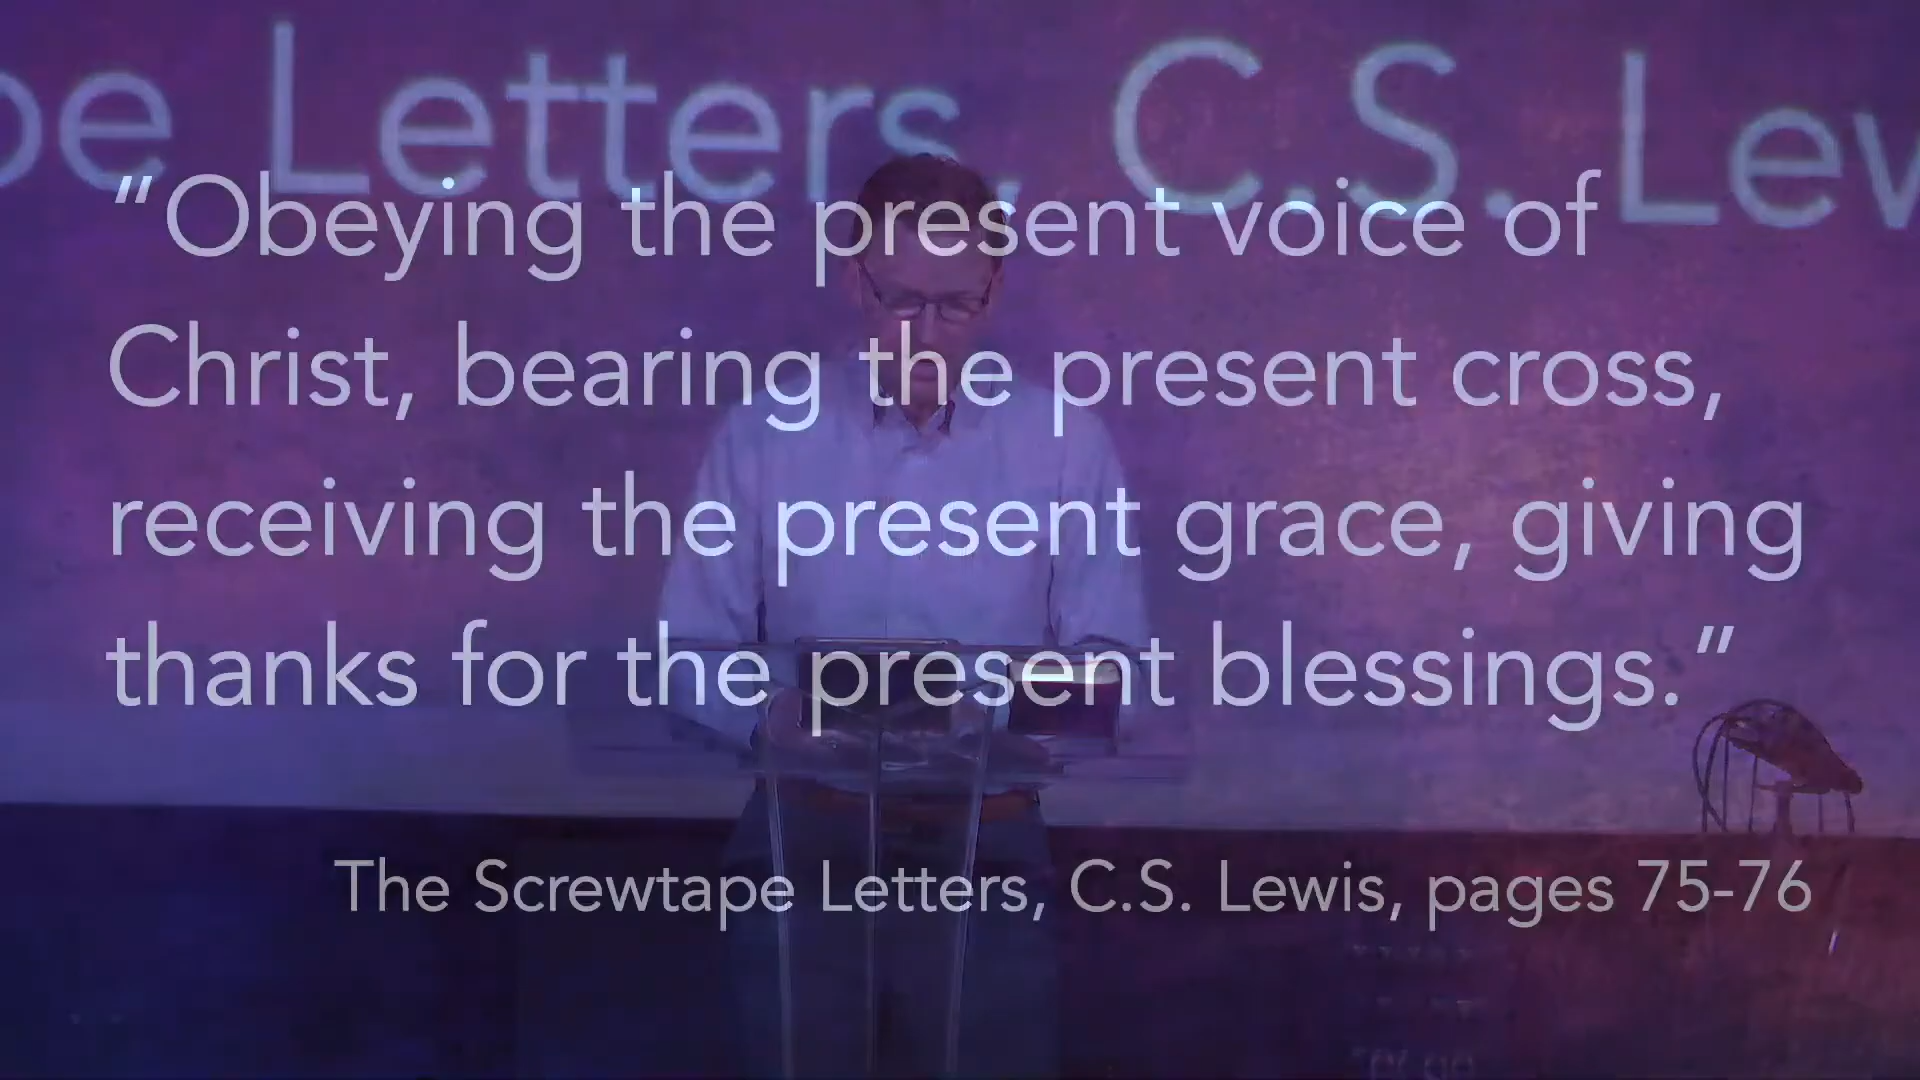 pe Letters, C.S. Lew
“Obeying the present voice of
Christ, bearing the present cross,
receiving the present grace, giving
thanks for the present blessings.”
The Screwtape Letters, C.S. Lewis, pages 75-76